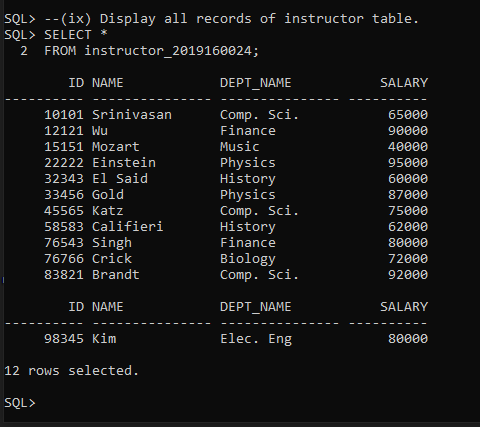 SQL> --(ix) Display all records of instructor table.
SQL> SELECT *
  2  FROM instructor_2019160024;
        ID NAME            DEPT_NAME           SALARY
---------- --------------- --------------- ----------
     10101 Srinivasan      Comp. Sci.           65000
     12121 Wu              Finance              90000
     15151 Mozart          Music                40000
     22222 Einstein        Physics              95000
     32343 El Said         History              60000
     33456 Gold            Physics              87000
     45565 Katz            Comp. Sci.           75000
     58583 Califieri       History              62000
     76543 Singh           Finance              80000
     76766 Crick           Biology              72000
     83821 Brandt          Comp. Sci.           92000
        ID NAME            DEPT_NAME           SALARY
---------- --------------- --------------- ----------
     98345 Kim             Elec. Eng            80000
12 rows selected.
SQL>